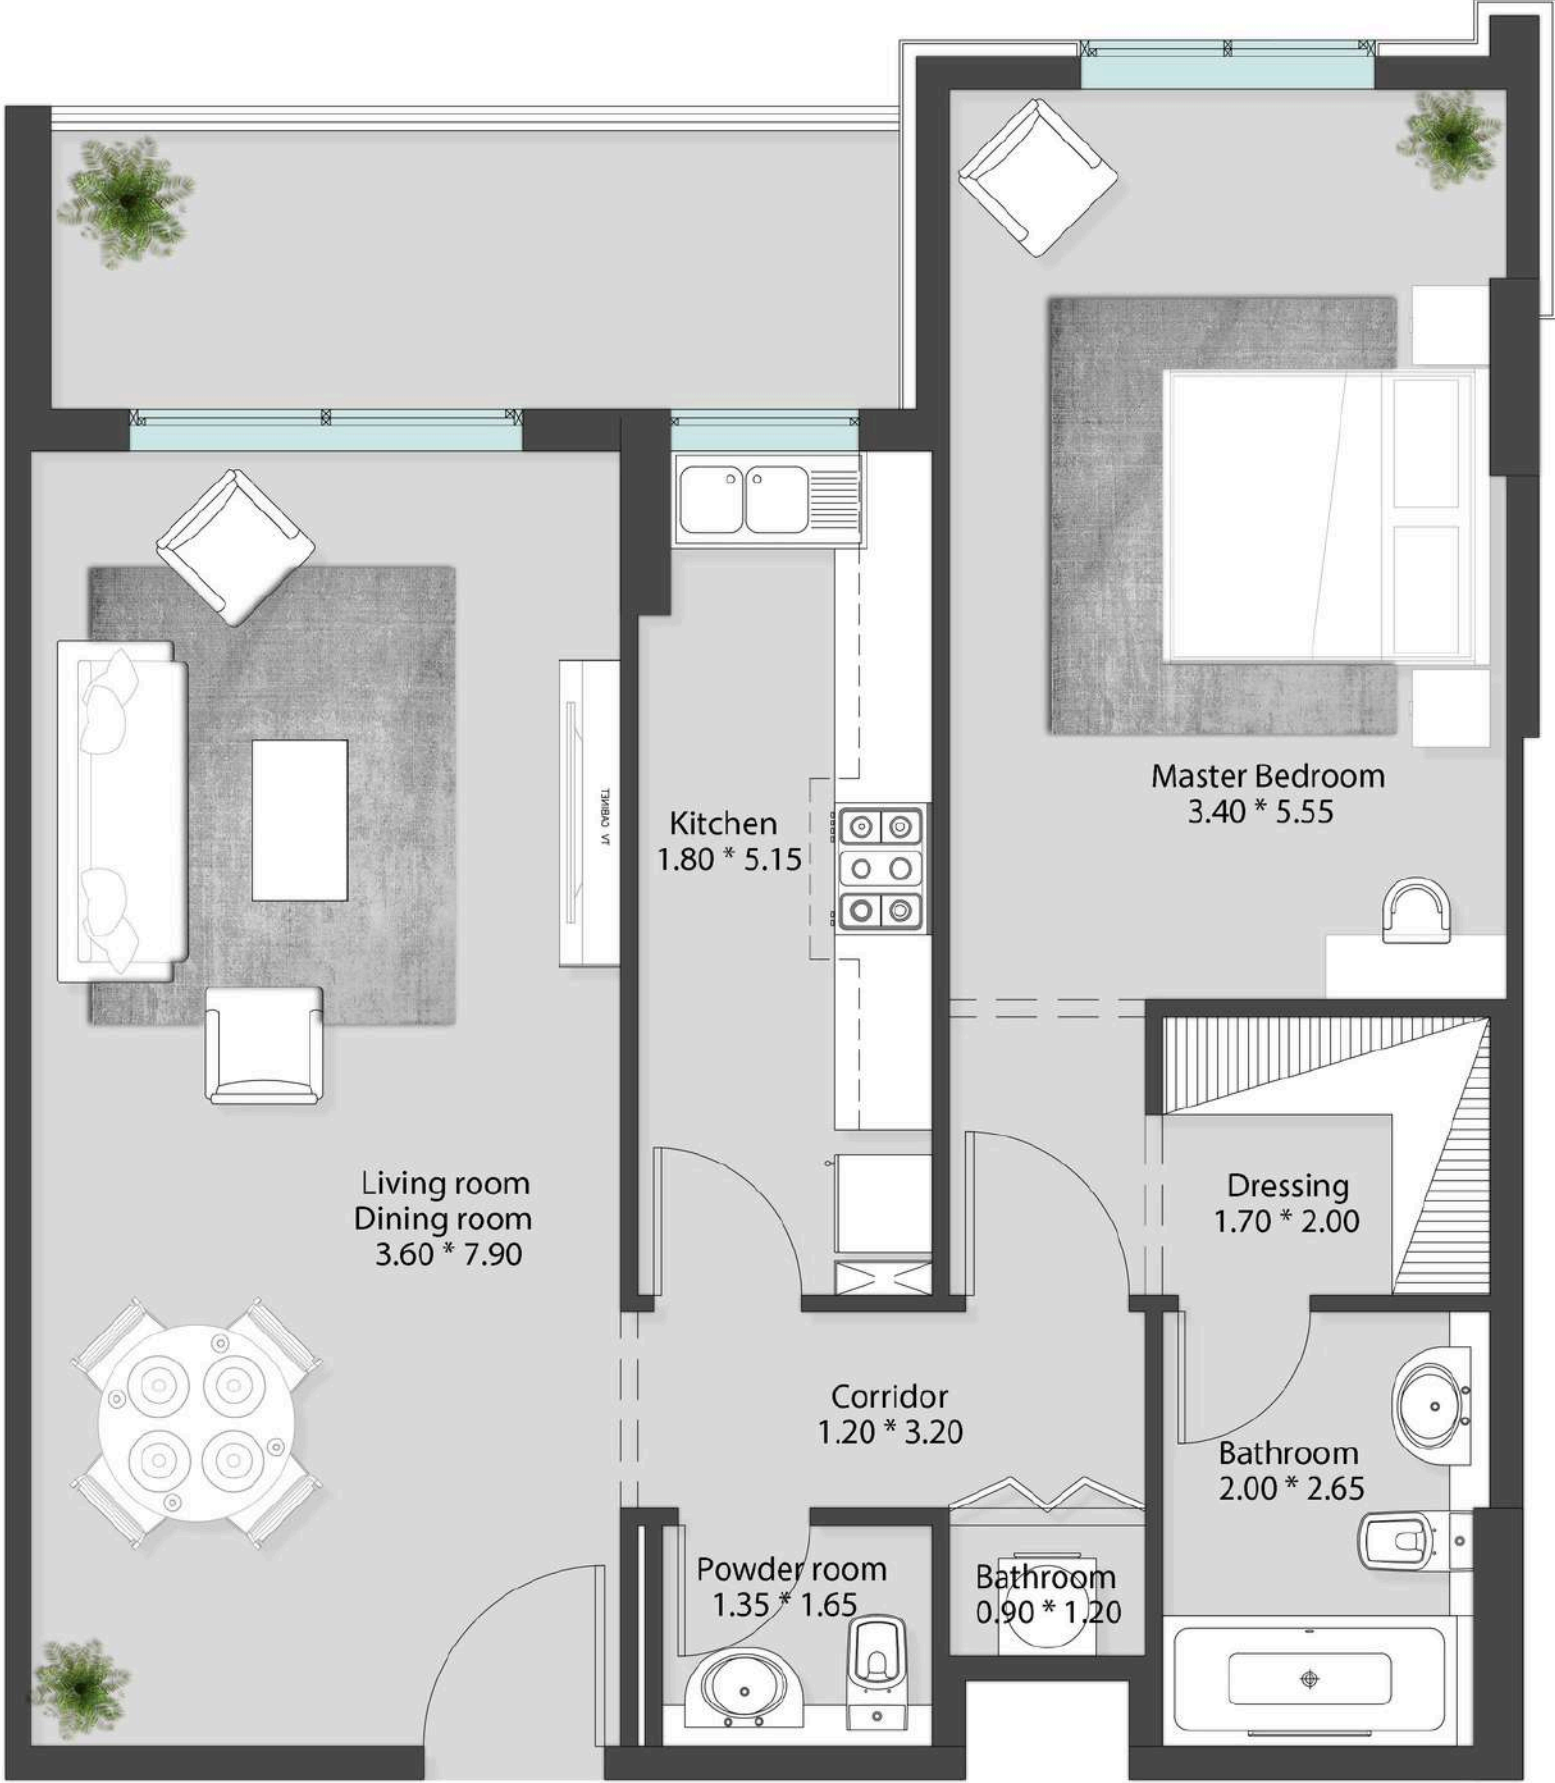 Master Bedroom
3.40 * 5.55
Kitchen
1.80 * 5.15
TV CABINET
Living room
Dining room
3.60 * 7.90
Dressing
1.70 * 2.00
Corridor
1.20 * 3.20
Bathroom
2.00 * 2.65
Powder room
1.35 * 1.65
Bathroom
0.90 * 1.20